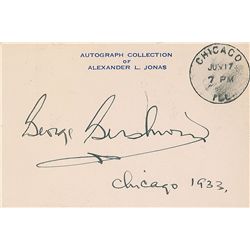 AUTOGRAPH COLLECTION
OF
ALEXANDER L. JONAS
CHICAGO
JUN 17
7 PM
ILL.
George Gershwin
Chicago 1933.